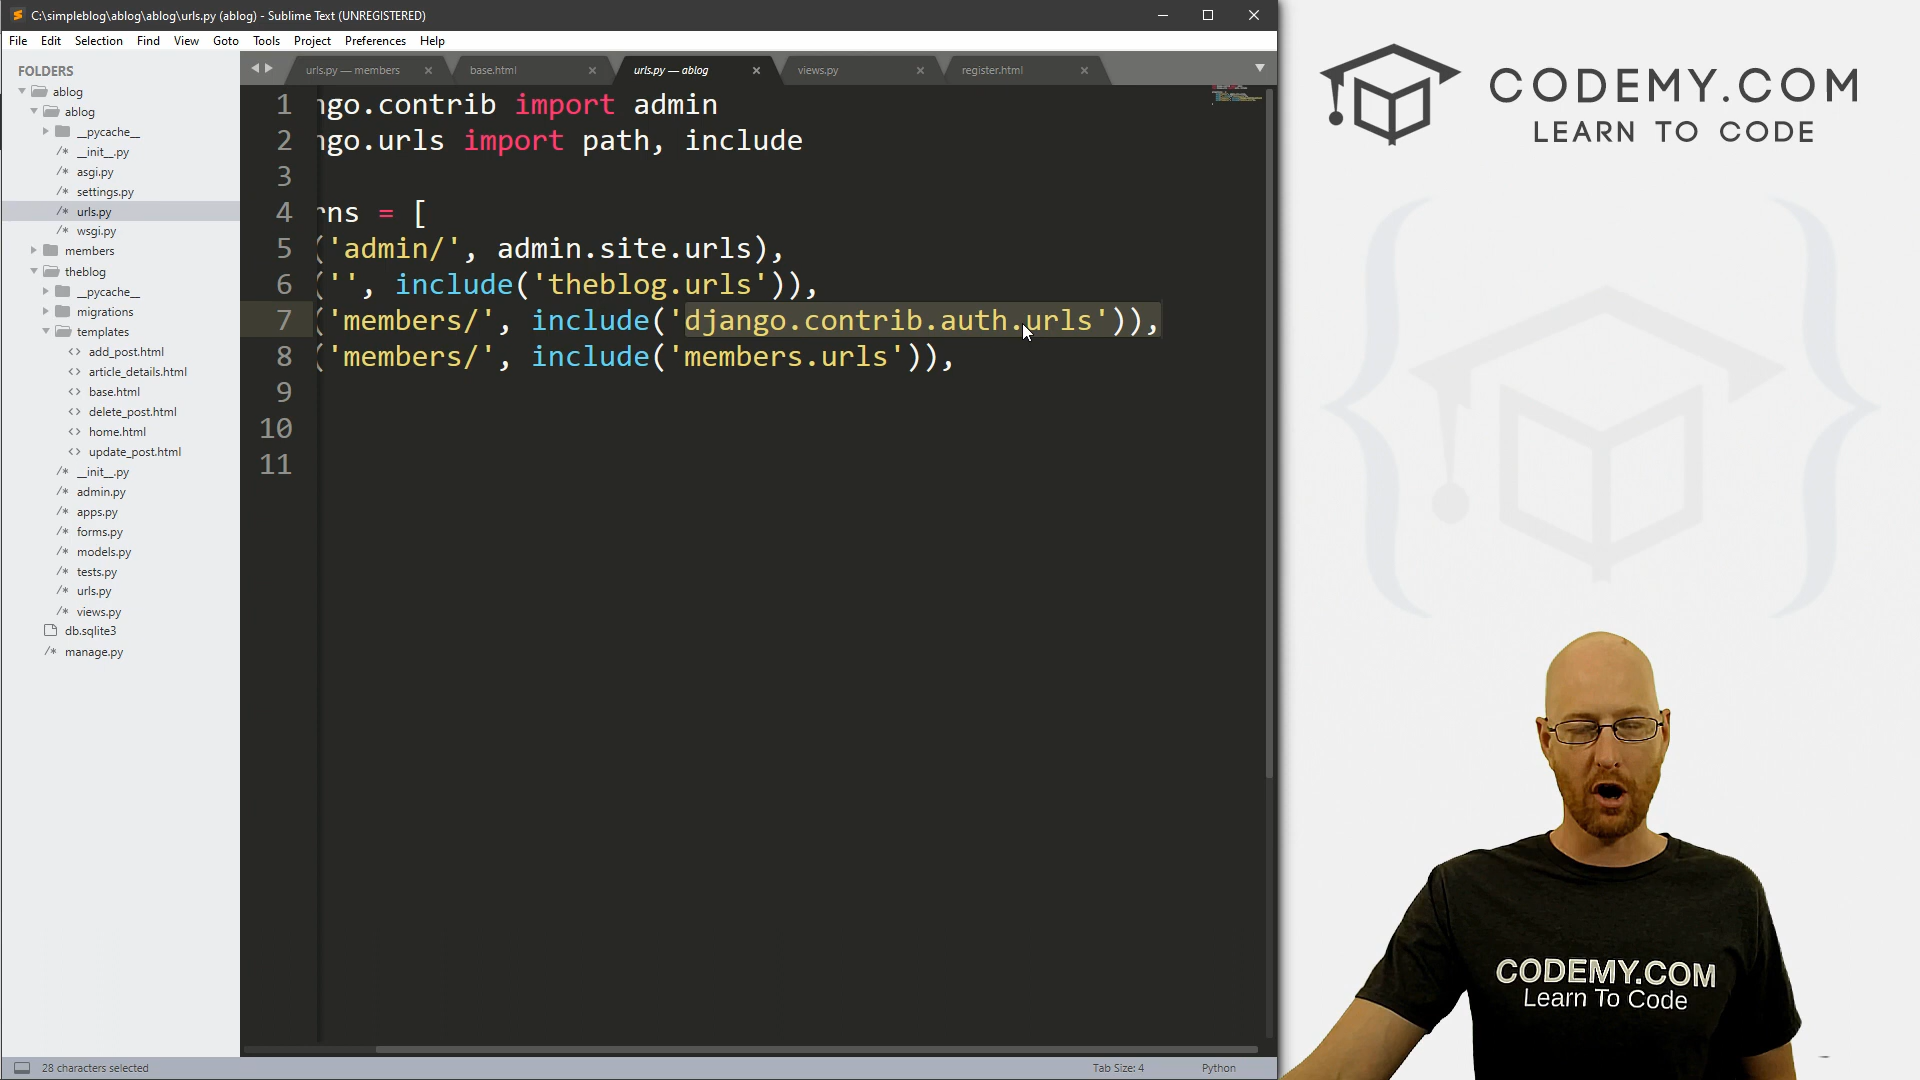 C:\simpleblog\ablog\ablog\urls.py (ablog) - Sublime Text (UNREGISTERED)
File Edit Selection Find View Goto Tools Project Preferences Help
FOLDERS
ablog
ablog
__pycache__
/* __init__.py
/* asgi.py
/* settings.py
/* urls.py
/* wsgi.py
members
theblog
__pycache__
migrations
templates
<> add_post.html
<> article_details.html
<> base.html
<> delete_post.html
<> home.html
<> update_post.html
/* __init__.py
/* admin.py
/* apps.py
/* forms.py
/* models.py
/* tests.py
/* urls.py
/* views.py
db.sqlite3
/* manage.py
urls.py — members
base.html
urls.py — ablog
views.py
register.html
1 ngo.contrib import admin
2 ngo.urls import path, include
3
4 rns = [
5 ('admin/', admin.site.urls),
6 ('', include('theblog.urls')),
7 ('members/', include('django.contrib.auth.urls')),
8 ('members/', include('members.urls')),
9
10
11
28 characters selected
Tab Size: 4
Python
CODEMY.COM
LEARN TO CODE
CODEMY.COM
Learn To Code